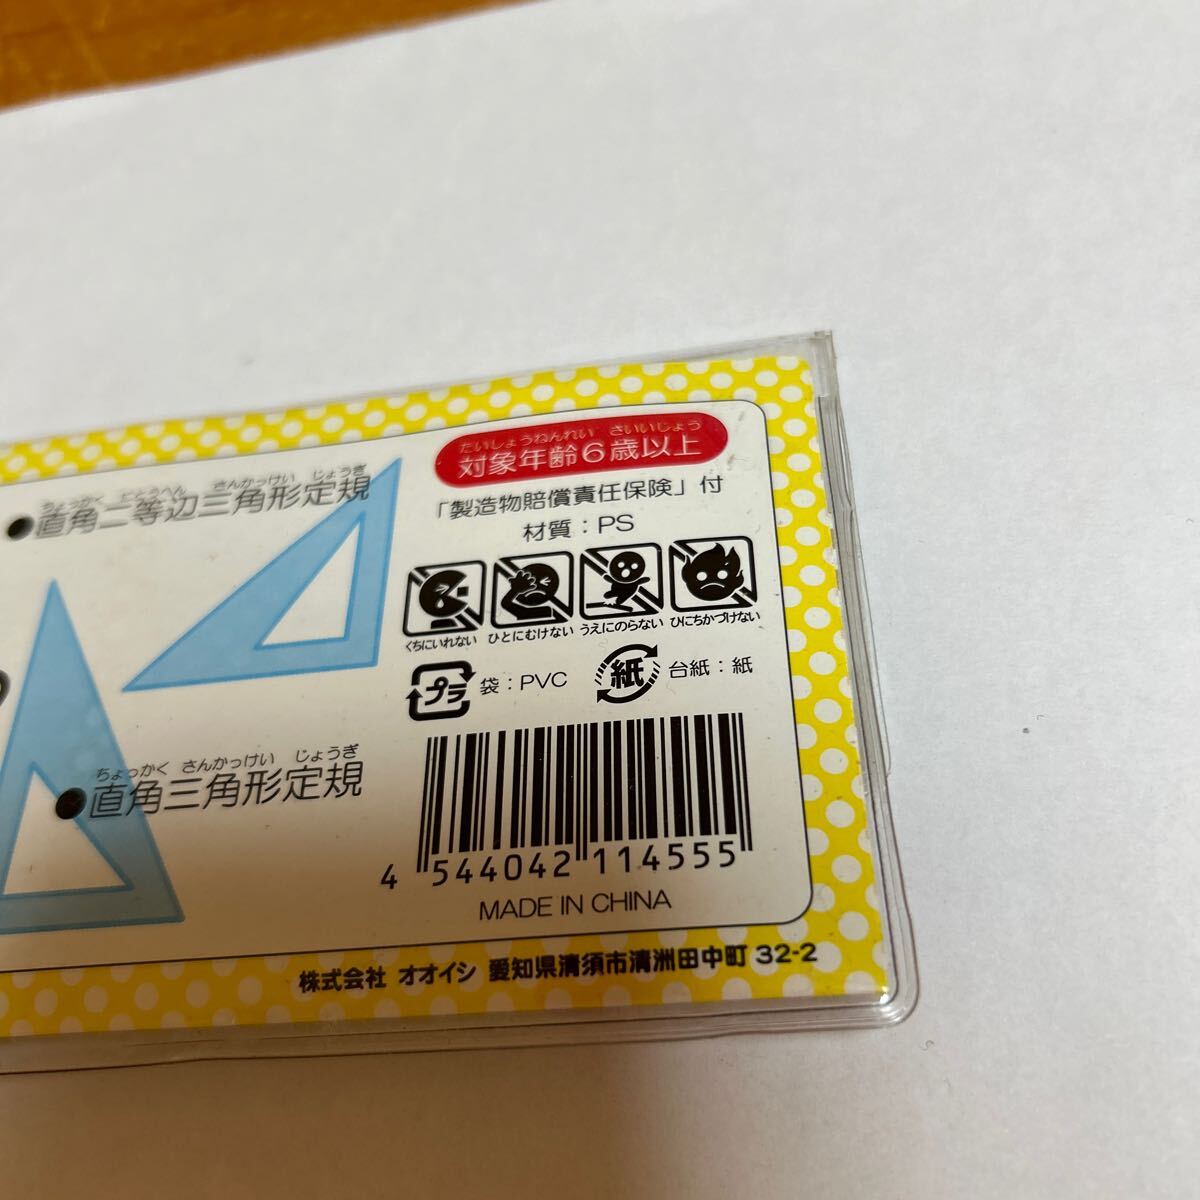 ちょっかく にとうへん さんかっけい じょうぎ
●直角二等辺三角形定規
ちょっかく さんかっけい じょうぎ
●直角三角形定規
たいしょうねんれい さいいじょう
対象年齢6歳以上
「製造物賠償責任保険」付
材質：PS
くちにいれない ひとにむけない うえにのらない ひにちかづけない
プラ 袋：PVC 紙 台紙：紙
4 544042 114555
MADE IN CHINA
株式会社 オオイシ 愛知県清須市清洲田中町 32-2